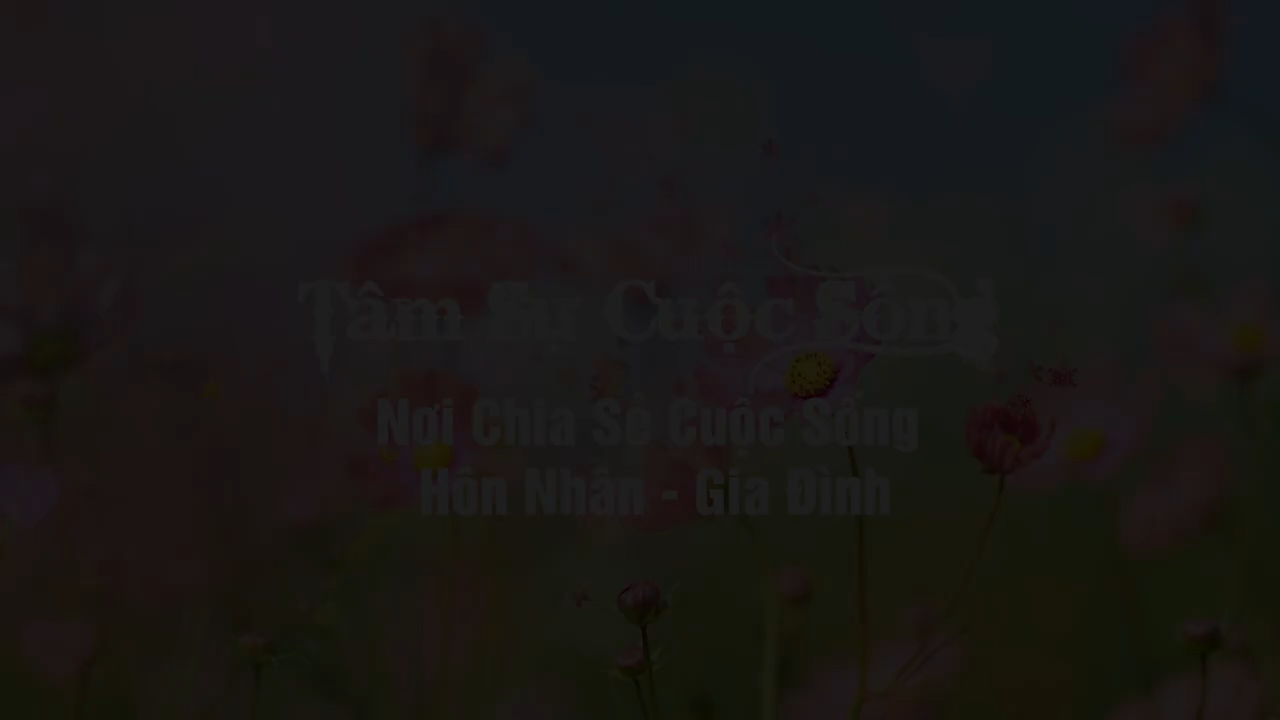 Tâm Sự Cuộc Sống
Nơi Chia Sẻ Cuộc Sống
Hôn Nhân - Gia Đình